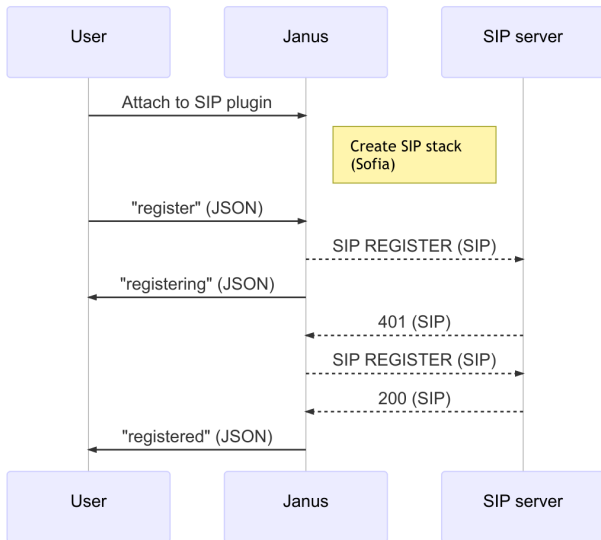 User
Janus
SIP server
Attach to SIP plugin
Create SIP stack
(Sofia)
"register" (JSON)
SIP REGISTER (SIP)
"registering" (JSON)
401 (SIP)
SIP REGISTER (SIP)
200 (SIP)
"registered" (JSON)
User
Janus
SIP server